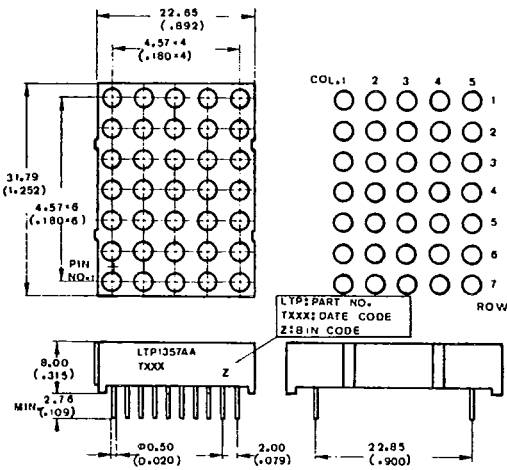 22.65
(.892)
4.57×4
(.180×4)
31.79
(1.252)
4.57×6
(.180×6)
PIN
NO.1
COL.1 2 3 4 5
1
2
3
4
5
6
7
ROW
LTP:PART NO.
TXXX:DATE CODE
Z:BIN CODE
LTP1357AA
TXXX
Z
8.00
(.315)
MIN 2.76
(.109)
Ø0.50
(0.020)
2.00
(.079)
22.85
(.900)